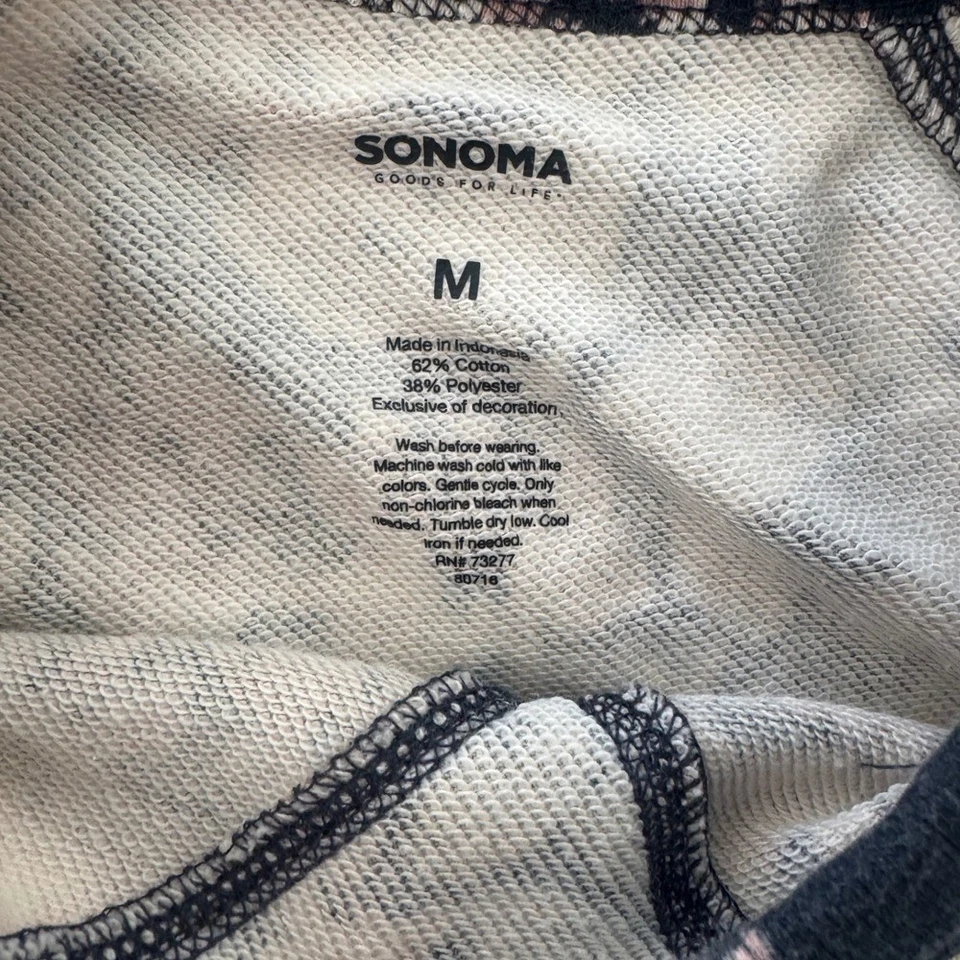 SONOMA
GOODS FOR LIFE
M
Made in Indonesia
62% Cotton
38% Polyester
Exclusive of decoration
Wash before wearing.
Machine wash cold with like
colors. Gentle cycle. Only
non-chlorine bleach when
needed. Tumble dry low. Cool
iron if needed.
RN# 73277
80716